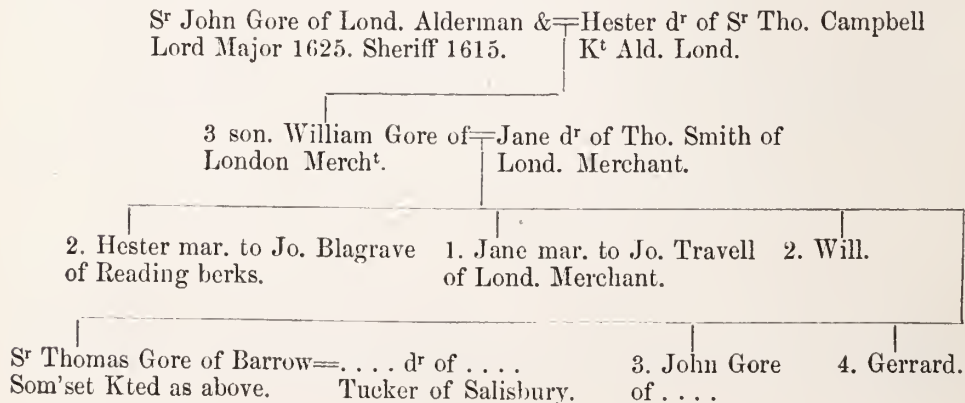 Sʳ John Gore of Lond. Alderman & Hester dʳ of Sʳ Tho. Campbell
Lord Major 1625. Sheriff 1615. Kᵗ Ald. Lond.
3 son. William Gore of Jane dʳ of Tho. Smith of
London Merchᵗ. Lond. Merchant.
2. Hester mar. to Jo. Blagrave 1. Jane mar. to Jo. Travell 2. Will.
of Reading berks. of Lond. Merchant.
Sʳ Thomas Gore of Barrow=. . . . dʳ of . . . . 3. John Gore 4. Gerrard.
Som'set Kted as above. Tucker of Salisbury. of . . . .